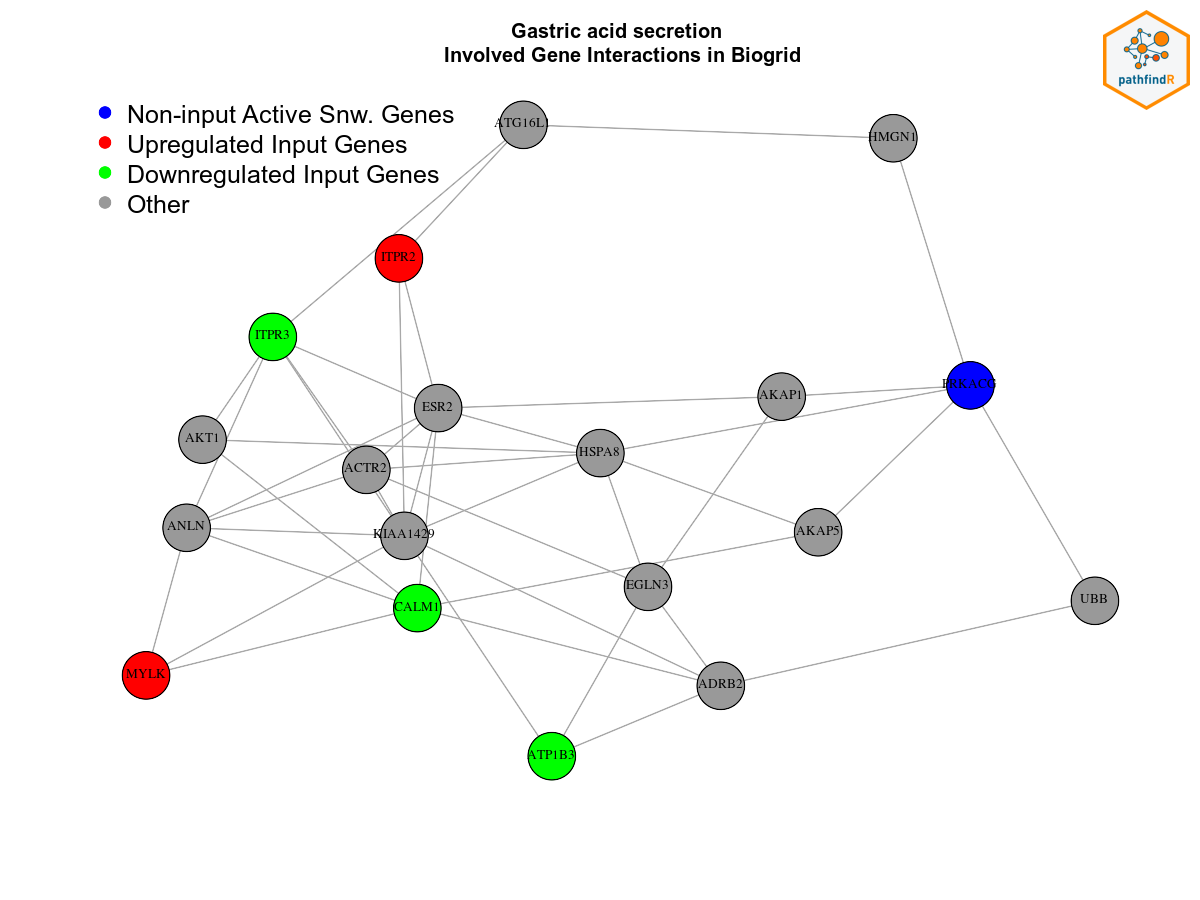 Gastric acid secretion
Involved Gene Interactions in Biogrid
pathfindR
Non-input Active Snw. Genes
Upregulated Input Genes
Downregulated Input Genes
Other
ATG16L1
HMGN1
ITPR2
ITPR3
PRKACG
AKAP1
ESR2
AKT1
HSPA8
ACTR2
ANLN
KIAA1429
AKAP5
EGLN3
UBB
CALM1
MYLK
ADRB2
ATP1B3